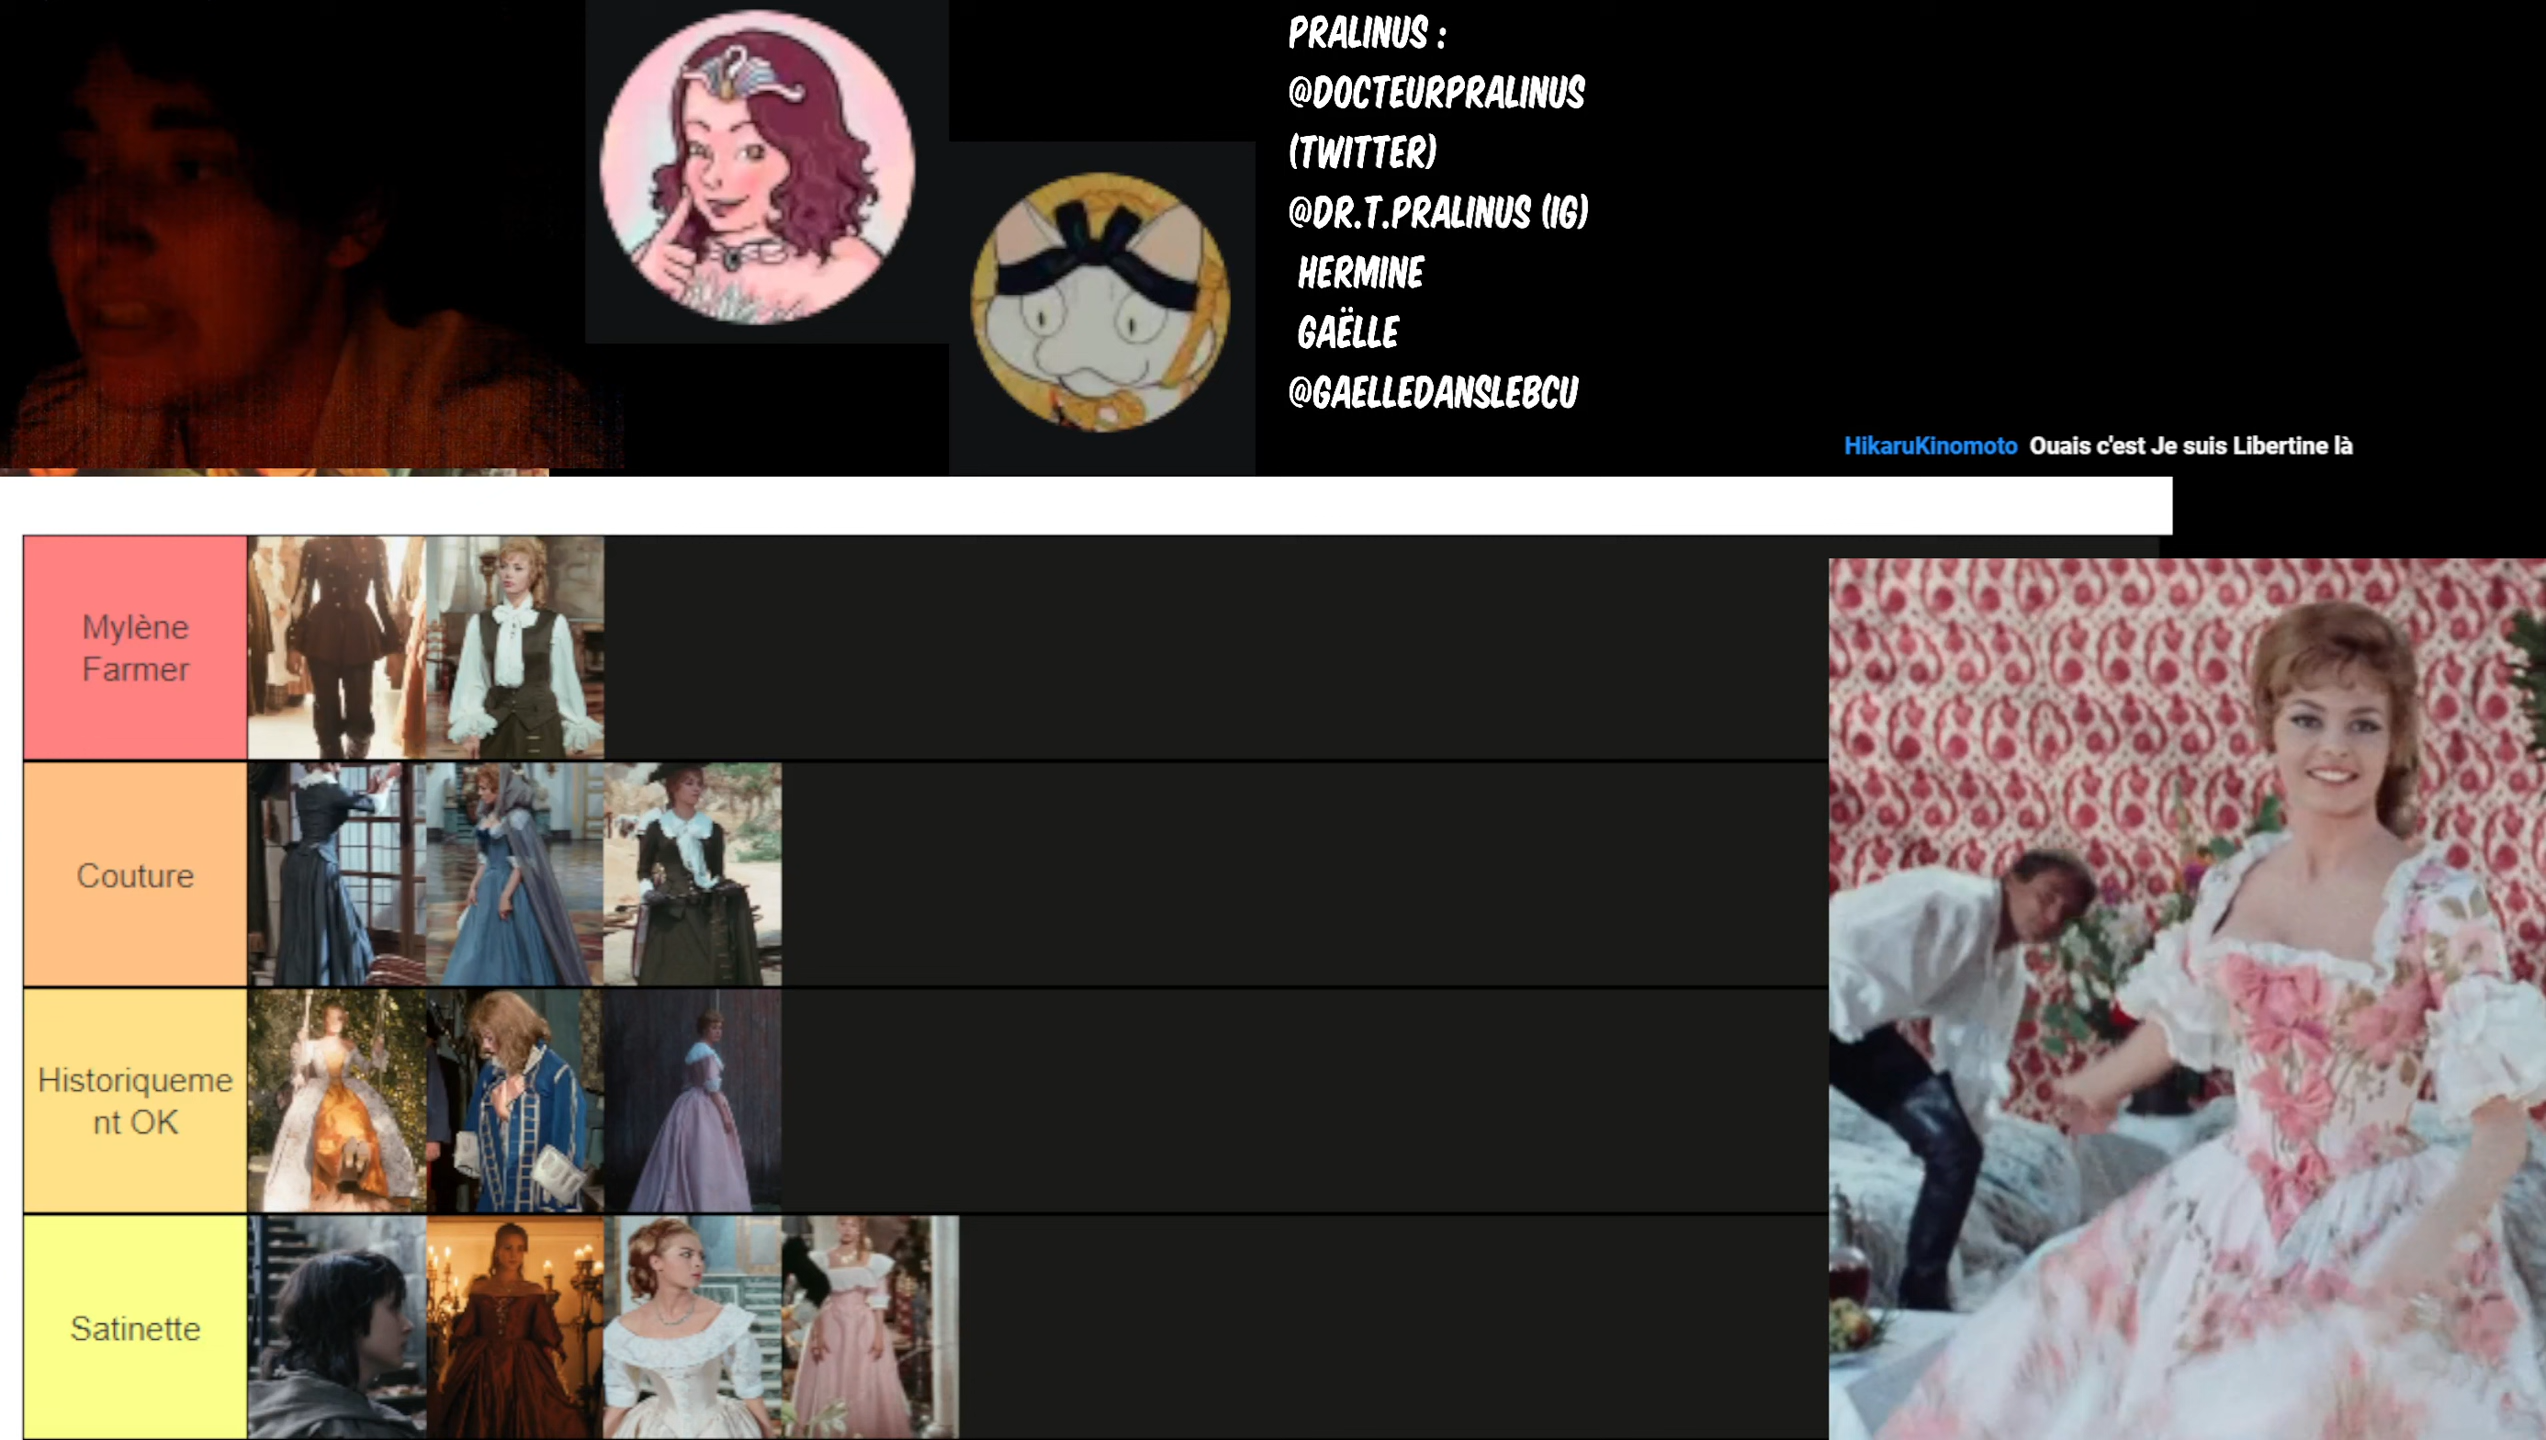 PRALINUS :
@DOCTEURPRALINUS
(TWITTER)
@DR.T.PRALINUS (IG)
HERMINE
GAËLLE
@GAELLEDANSLEBCU
HikaruKinomoto Ouais c'est Je suis Libertine là
Mylène
Farmer
Couture
Historiqueme
nt OK
Satinette